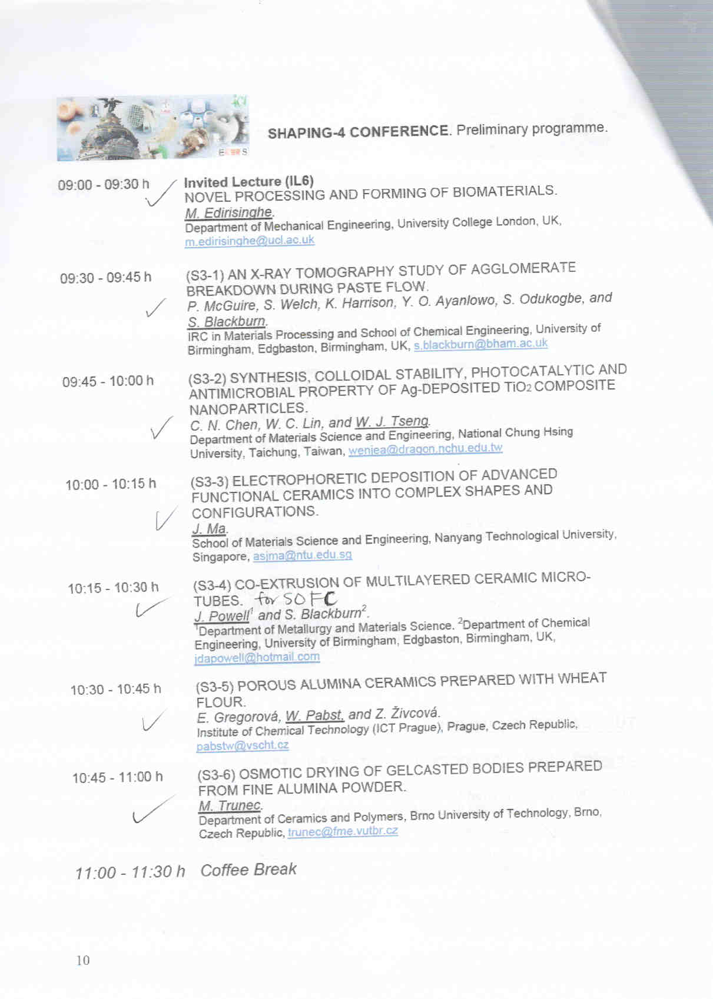 SHAPING-4 CONFERENCE. Preliminary programme.
09:00 - 09:30 h Invited Lecture (IL6)
NOVEL PROCESSING AND FORMING OF BIOMATERIALS.
M. Edirisinghe.
Department of Mechanical Engineering, University College London, UK,
m.edirisinghe@ucl.ac.uk
09:30 - 09:45 h (S3-1) AN X-RAY TOMOGRAPHY STUDY OF AGGLOMERATE
BREAKDOWN DURING PASTE FLOW.
P. McGuire, S. Welch, K. Harrison, Y. O. Ayanlowo, S. Odukogbe, and
S. Blackburn.
IRC in Materials Processing and School of Chemical Engineering, University of
Birmingham, Edgbaston, Birmingham, UK, s.blackburn@bham.ac.uk
09:45 - 10:00 h (S3-2) SYNTHESIS, COLLOIDAL STABILITY, PHOTOCATALYTIC AND
ANTIMICROBIAL PROPERTY OF Ag-DEPOSITED TiO2 COMPOSITE
NANOPARTICLES.
C. N. Chen, W. C. Lin, and W. J. Tseng.
Department of Materials Science and Engineering, National Chung Hsing
University, Taichung, Taiwan, wenjea@dragon.nchu.edu.tw
10:00 - 10:15 h (S3-3) ELECTROPHORETIC DEPOSITION OF ADVANCED
FUNCTIONAL CERAMICS INTO COMPLEX SHAPES AND
CONFIGURATIONS.
J. Ma.
School of Materials Science and Engineering, Nanyang Technological University,
Singapore, asjma@ntu.edu.sg
10:15 - 10:30 h (S3-4) CO-EXTRUSION OF MULTILAYERED CERAMIC MICRO-
TUBES. for SOFC
J. Powell¹ and S. Blackburn².
¹Department of Metallurgy and Materials Science. ²Department of Chemical
Engineering, University of Birmingham, Edgbaston, Birmingham, UK,
jdapowell@hotmail.com
10:30 - 10:45 h (S3-5) POROUS ALUMINA CERAMICS PREPARED WITH WHEAT
FLOUR.
E. Gregorová, W. Pabst, and Z. Živcová.
Institute of Chemical Technology (ICT Prague), Prague, Czech Republic,
pabstw@vscht.cz
10:45 - 11:00 h (S3-6) OSMOTIC DRYING OF GELCASTED BODIES PREPARED
FROM FINE ALUMINA POWDER.
M. Trunec.
Department of Ceramics and Polymers, Brno University of Technology, Brno,
Czech Republic, trunec@fme.vutbr.cz
11:00 - 11:30 h Coffee Break
10